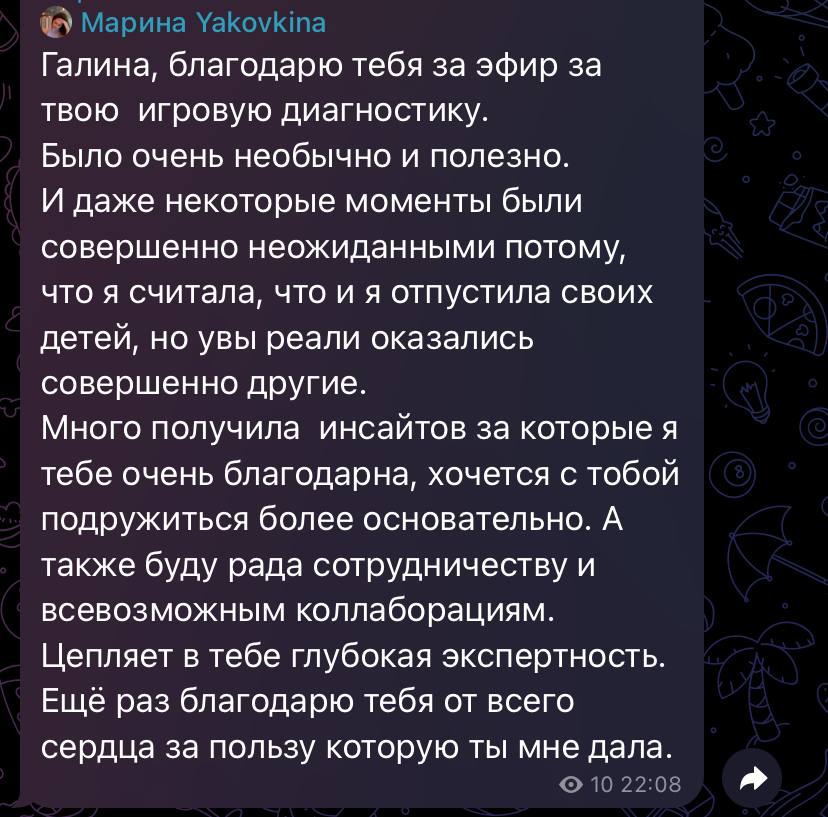 Марина Yakovkina
Галина, благодарю тебя за эфир за
твою  игровую диагностику.
Было очень необычно и полезно.
И даже некоторые моменты были
совершенно неожиданными потому,
что я считала, что и я отпустила своих
детей, но увы реали оказались
совершенно другие.
Много получила  инсайтов за которые я
тебе очень благодарна, хочется с тобой
подружиться более основательно. А
также буду рада сотрудничеству и
всевозможным коллаборациям.
Цепляет в тебе глубокая экспертность.
Ещё раз благодарю тебя от всего
сердца за пользу которую ты мне дала.
10 22:08